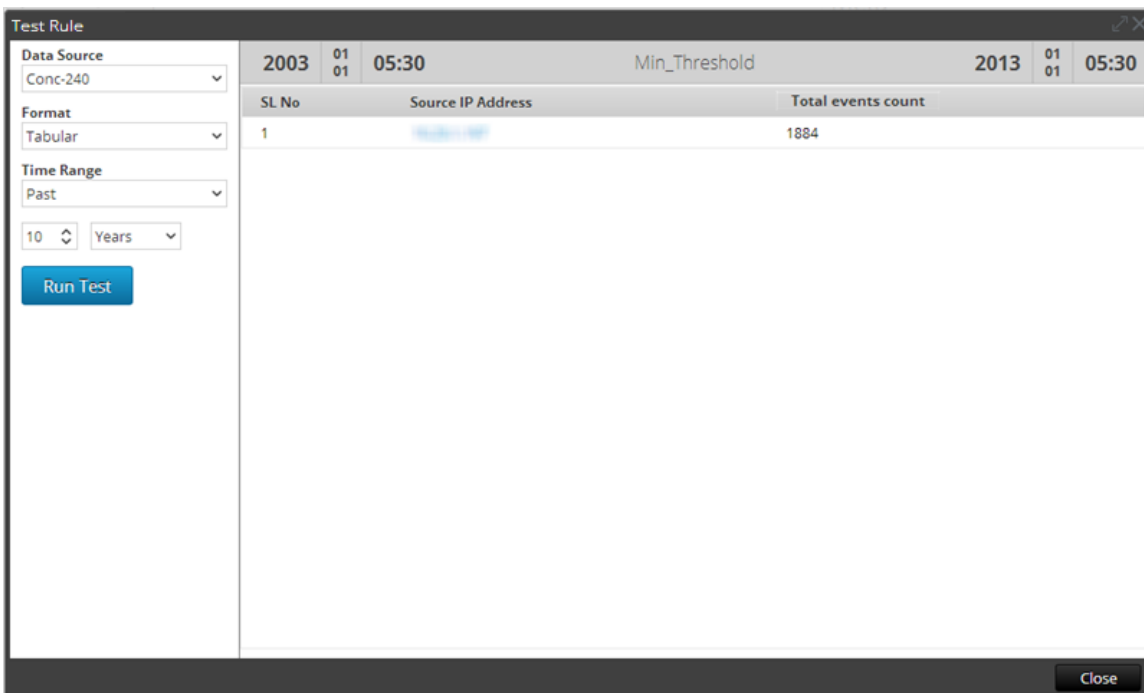 Test Rule
Data Source
Conc-240
Format
Tabular
Time Range
Past
10 Years
Run Test
2003 01 01 05:30 Min_Threshold 2013 01 01 05:30
SL No Source IP Address Total events count
1 1884
Close